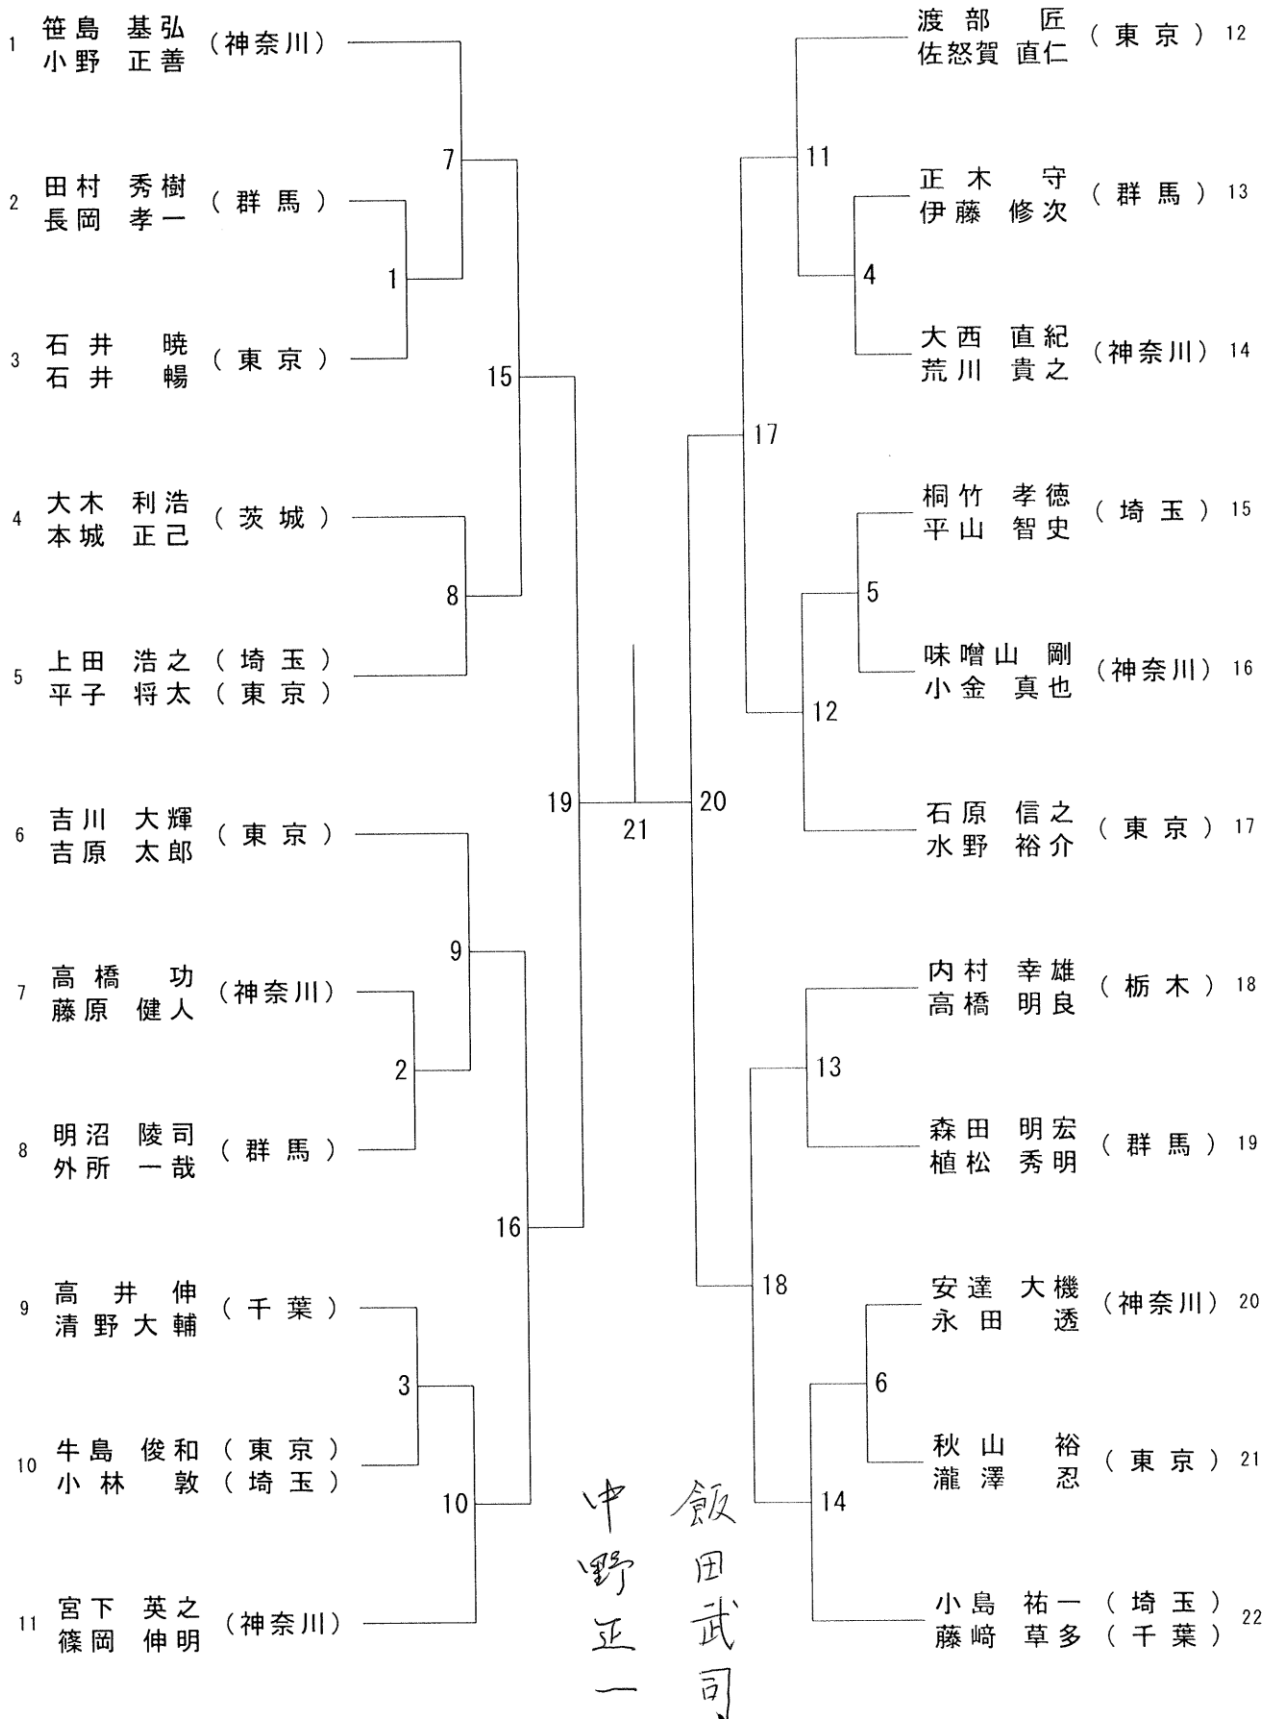 1 笹島 基弘 (神奈川)
小野 正善
2 田村 秀樹 (群馬)
長岡 孝一
3 石井 暁 (東京)
石井 暢
4 大木 利浩 (茨城)
本城 正己
5 上田 浩之 (埼玉)
平子 将太 (東京)
6 吉川 大輝 (東京)
吉原 太郎
7 高橋 功 (神奈川)
藤原 健人
8 明沼 陵司 (群馬)
外所 一哉
9 高井 伸 (千葉)
清野 大輔
10 牛島 俊和 (東京)
小林 敦 (埼玉)
11 宮下 英之 (神奈川)
篠岡 伸明
7
1
15
8
19
9
2
16
3
10
21
20
11
4
17
5
12
13
18
6
14
渡部 匠 (東京) 12
佐怒賀 直仁
正木 守 (群馬) 13
伊藤 修次
大西 直紀 (神奈川) 14
荒川 貴之
桐竹 孝徳 (埼玉) 15
平山 智史
味噌山 剛 (神奈川) 16
小金 真也
石原 信之 (東京) 17
水野 裕介
内村 幸雄 (栃木) 18
高橋 明良
森田 明宏 (群馬) 19
植松 秀明
安達 大機 (神奈川) 20
永田 透
秋山 裕 (東京) 21
瀧澤 忍
小島 祐一 (埼玉) 22
藤﨑 草多 (千葉)
飯田武司
中野正一